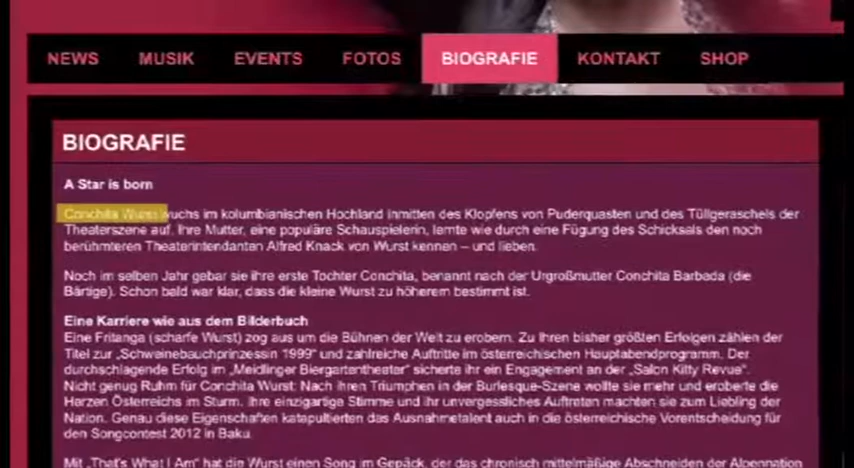 NEWS MUSIK EVENTS FOTOS BIOGRAFIE KONTAKT SHOP
BIOGRAFIE
A Star is born
Conchita Wurst wuchs im kolumbianischen Hochland inmitten des Klopfens von Puderquasten und des Tüllgeraschels der
Theaterszene auf. Ihre Mutter, eine populäre Schauspielerin, lernte wie durch eine Fügung des Schicksals den noch
berühmteren Theaterintendanten Alfred Knack von Wurst kennen – und lieben.
Noch im selben Jahr gebar sie ihre erste Tochter Conchita, benannt nach der Urgroßmutter Conchita Barbada (die
Bärtige). Schon bald war klar, dass die kleine Wurst zu höherem bestimmt ist.
Eine Karriere wie aus dem Bilderbuch
Eine Fritanga (scharfe Wurst) zog aus um die Bühnen der Welt zu erobern. Zu Ihren bisher größten Erfolgen zählen der
Titel zur „Schweinebauchprinzessin 1999“ und zahlreiche Auftritte im österreichischen Hauptabendprogramm. Der
durchschlagende Erfolg im „Meidlinger Biergartentheater“ sicherte ihr ein Engagement an der „Salon Kitty Revue“.
Nicht genug Ruhm für Conchita Wurst: Nach ihren Triumphen in der Burlesque-Szene wollte sie mehr und eroberte die
Herzen Österreichs im Sturm. Ihre einzigartige Stimme und ihr unvergessliches Auftreten machten sie zum Liebling der
Nation. Genau diese Eigenschaften katapultierten das Ausnahmetalent auch in die österreichische Vorentscheidung für
den Songcontest 2012 in Baku.
Mit „That's What I Am“ hat die Wurst einen Song im Gepäck, der das chronisch mittelmäßige Abschneiden der Alpennation